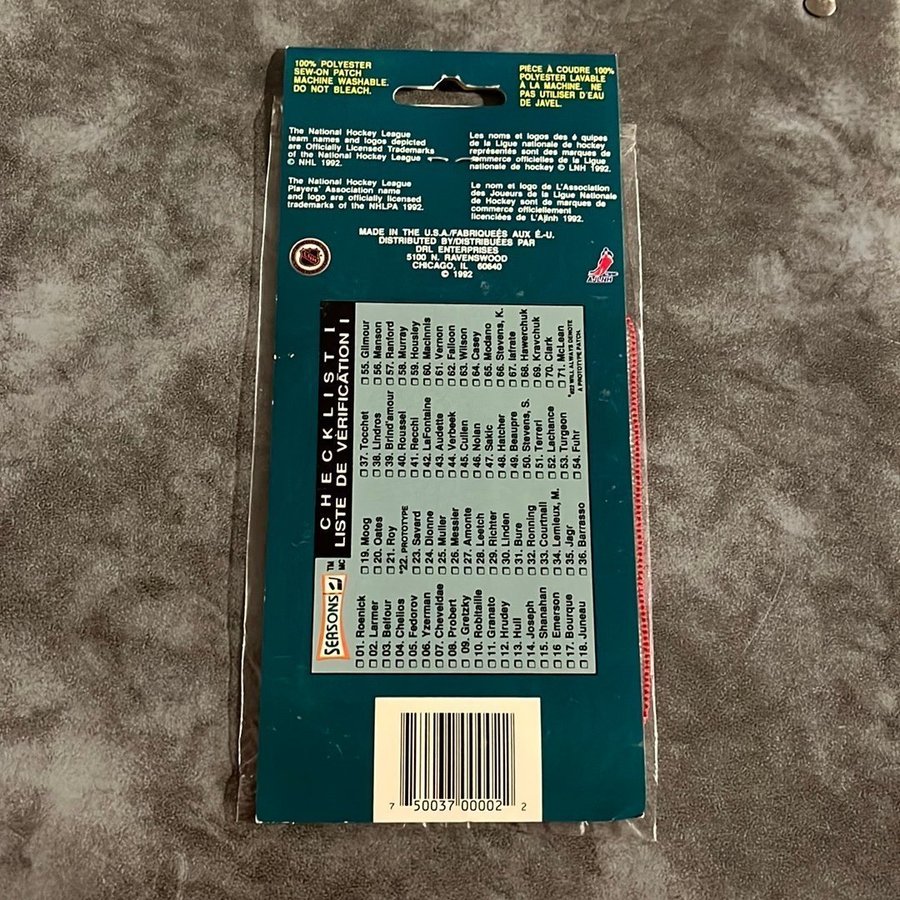 100% POLYESTER
SEW-ON PATCH
MACHINE WASHABLE.
DO NOT BLEACH.
PIÈCE À COUDRE 100%
POLYESTER LAVABLE
À LA MACHINE. NE
PAS UTILISER D'EAU
DE JAVEL.
The National Hockey League
team names and logos depicted
are Officially Licensed Trademarks
of the National Hockey League
© NHL 1992.
Les noms et logos des é quipes
de la Ligue nationale de hockey
représentés sont des marques de
commerce officielles de la Ligue
nationale de hockey © LNH 1992.
The National Hockey League
Players' Association name
and logo are officially licensed
trademarks of the NHLPA 1992.
Le nom et logo de L'Association
des Joueurs de la Ligue Nationale
de Hockey sont de marques de
commerce officiellement
licenciées de L'Ajlnh 1992.
MADE IN THE U.S.A./FABRIQUEÉS AUX É.-U.
DISTRIBUTED BY/DISTRIBUÉES PAR
DRL ENTERPRISES
5100 N. RAVENSWOOD
CHICAGO, IL 60640
© 1992
NHL
AJLNH
SEASONS TM MC
CHECKLIST I
LISTE DE VÉRIFICATION I
01. Roenick
02. Larmer
03. Belfour
04. Chelios
05. Fedorov
06. Yzerman
07. Cheveldae
08. Probert
09. Gretzky
10. Robitaille
11. Granato
12. Hrudey
13. Hull
14. Joseph
15. Shanahan
16. Emerson
17. Bourque
18. Juneau
19. Moog
20. Oates
21. Roy
*22. PROTOTYPE
23. Savard
24. Dionne
25. Muller
26. Messier
27. Amonte
28. Leetch
29. Richter
30. Linden
31. Bure
32. Ronning
33. Courtnall
34. Lemieux, M.
35. Jagr
36. Barrasso
37. Tocchet
38. Lindros
39. Brind'amour
40. Roussel
41. Recchi
42. LaFontaine
43. Audette
44. Verbeek
45. Cullen
46. Nolan
47. Sakic
48. Hatcher
49. Beaupre
50. Stevens, S.
51. Terreri
52. Lachance
53. Turgeon
54. Fuhr
55. Gilmour
56. Manson
57. Ranford
58. Murray
59. Housley
60. MacInnis
61. Vernon
62. Falloon
63. Wilson
64. Casey
65. Modano
66. Stevens, K.
67. Iafrate
68. Hawerchuk
69. Kravchuk
70. Clark
71. McLean
*#22 WILL ALWAYS DENOTE
A PROTOTYPE PATCH.
7 50037 00002 2